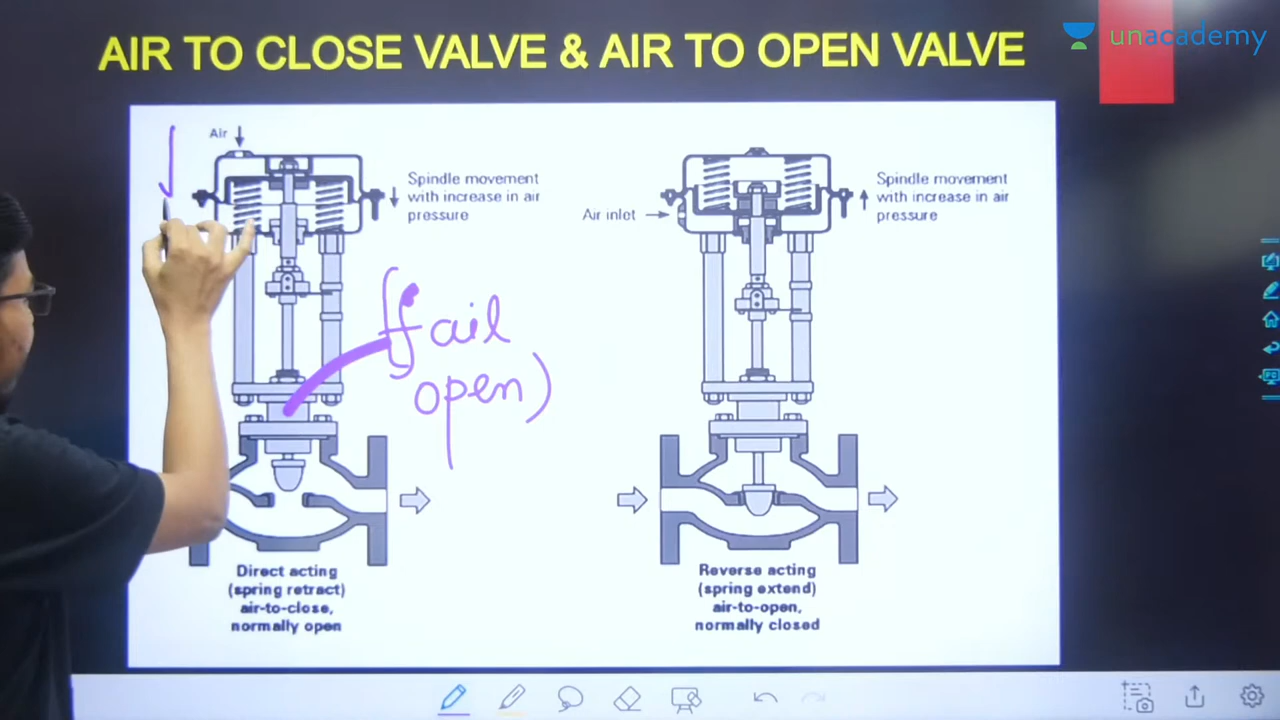 AIR TO CLOSE VALVE & AIR TO OPEN VALVE
unacademy
Air
Spindle movement
with increase in air
pressure
Air inlet
Spindle movement
with increase in air
pressure
(fail
open)
Direct acting
(spring retract)
air-to-close,
normally open
Reverse acting
(spring extend)
air-to-open,
normally closed